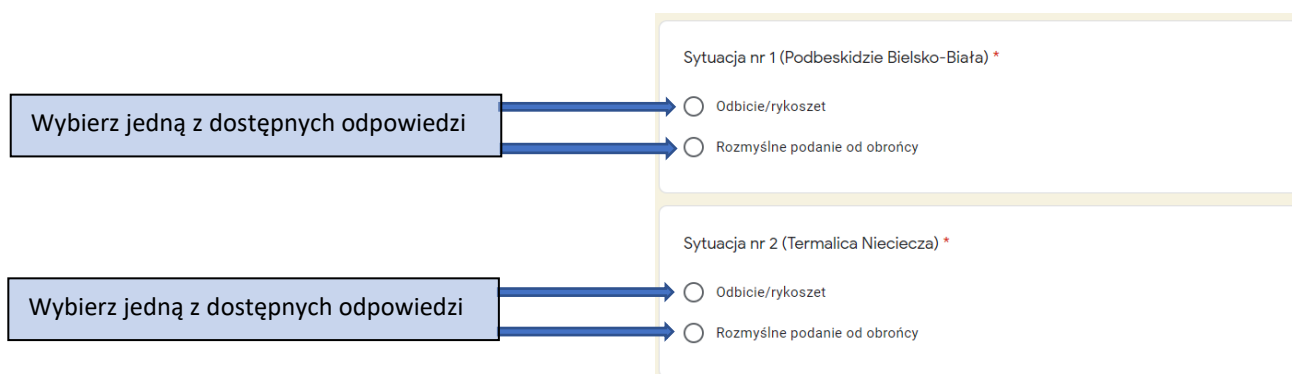 Sytuacja nr 1 (Podbeskidzie Bielsko-Biała) *
Wybierz jedną z dostępnych odpowiedzi
Odbicie/rykoszet
Rozmyślne podanie od obrońcy
Sytuacja nr 2 (Termalica Nieciecza) *
Wybierz jedną z dostępnych odpowiedzi
Odbicie/rykoszet
Rozmyślne podanie od obrońcy